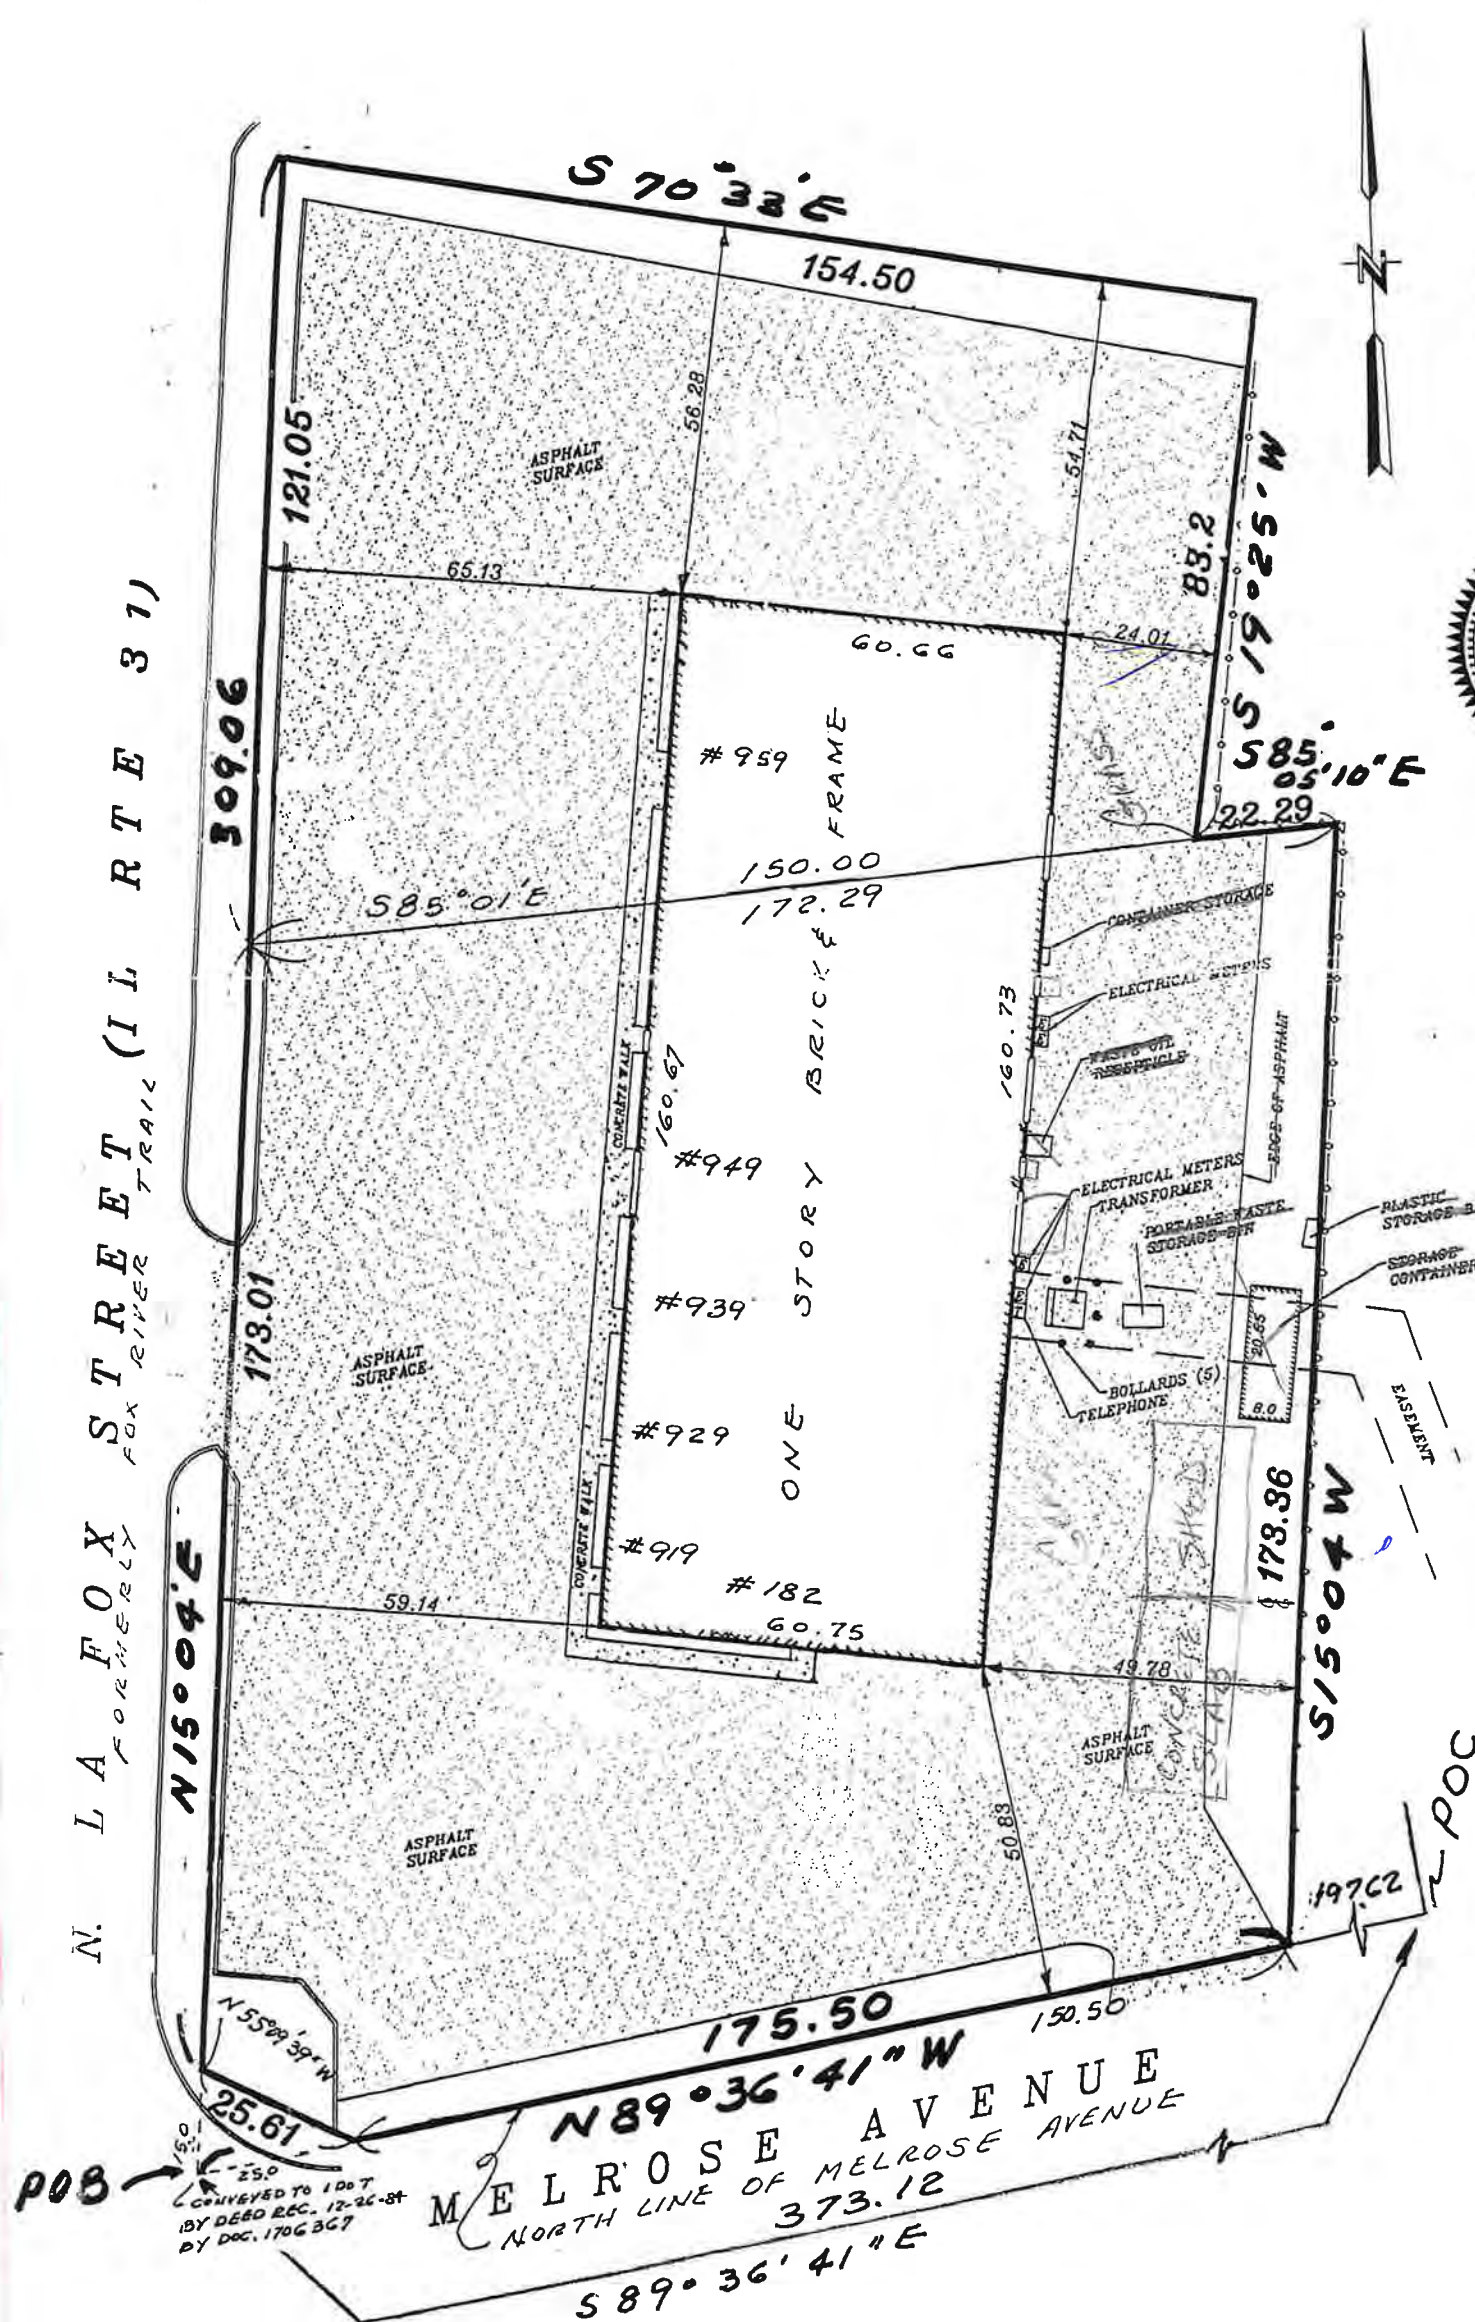 S 70° 33' E
154.50
N
56.28
54.71
121.05
ASPHALT
SURFACE
65.13
83.2
S 19° 25' W
60.66
24.01
S 85°
05' 10" E
22.29
309.06
#959
150.00
172.29
S85°01'E
ONE STORY BRICK & FRAME
CONTAINER STORAGE
ELECTRICAL METERS
160.73
WASTE OIL
RECEPTICLE
EDGE OF ASPHALT
CONCRETE WALK
160.67
#949
ELECTRICAL METERS
TRANSFORMER
PORTABLE WASTE
STORAGE BIN
PLASTIC
STORAGE B
STORAGE
CONTAINER
#939
173.01
ASPHALT
SURFACE
20.65
8.0
BOLLARDS (5)
TELEPHONE
EASEMENT
#929
CONCRETE WALK
#919
#182
60.75
59.14
173.36
S15°04'W
49.78
CONCRETE
SLAB
SHED
ASPHALT
SURFACE
N15°04'E
N. LA FOX STREET (IL RTE 31)
FORMERLY FOX RIVER TRAIL
ASPHALT
SURFACE
50.83
POC
197.62
N 55°09'39" W
25.61
175.50
150.50
N 89° 36' 41" W
MELROSE AVENUE
NORTH LINE OF MELROSE AVENUE
POB
15.0
25.0
CONVEYED TO IDOT
BY DEED REC. 12-26-84
BY DOC. 1706367
373.12
S 89° 36' 41" E